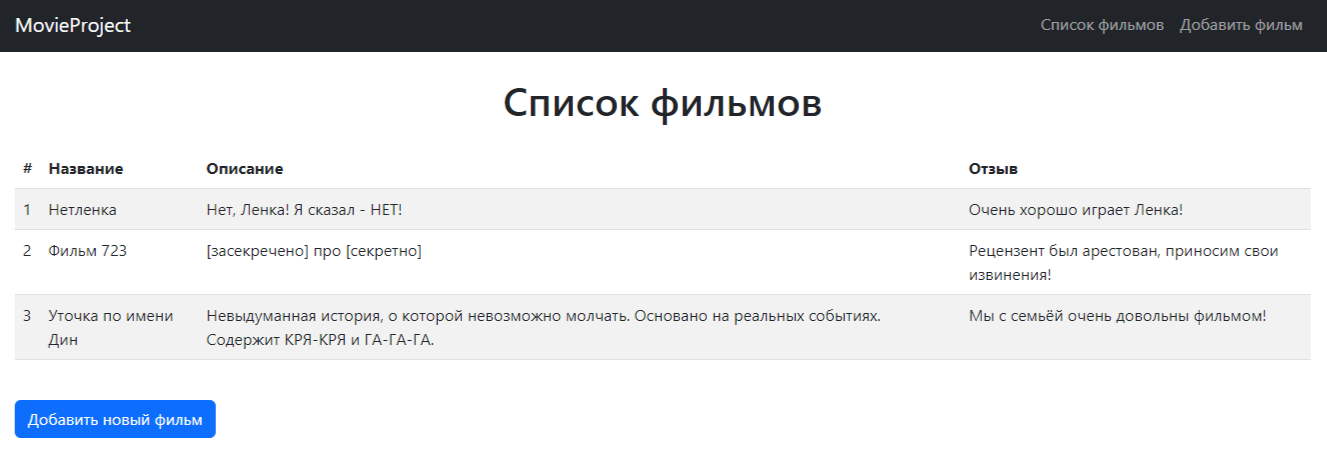 MovieProject Список фильмов Добавить фильм
Список фильмов
# Название Описание Отзыв
1 Нетленка Нет, Ленка! Я сказал - НЕТ! Очень хорошо играет Ленка!
2 Фильм 723 [засекречено] про [секретно] Рецензент был арестован, приносим свои
извинения!
3 Уточка по имени Невыдуманная история, о которой невозможно молчать. Основано на реальных событиях. Мы с семьёй очень довольны фильмом!
Дин Содержит КРЯ-КРЯ и ГА-ГА-ГА.
Добавить новый фильм